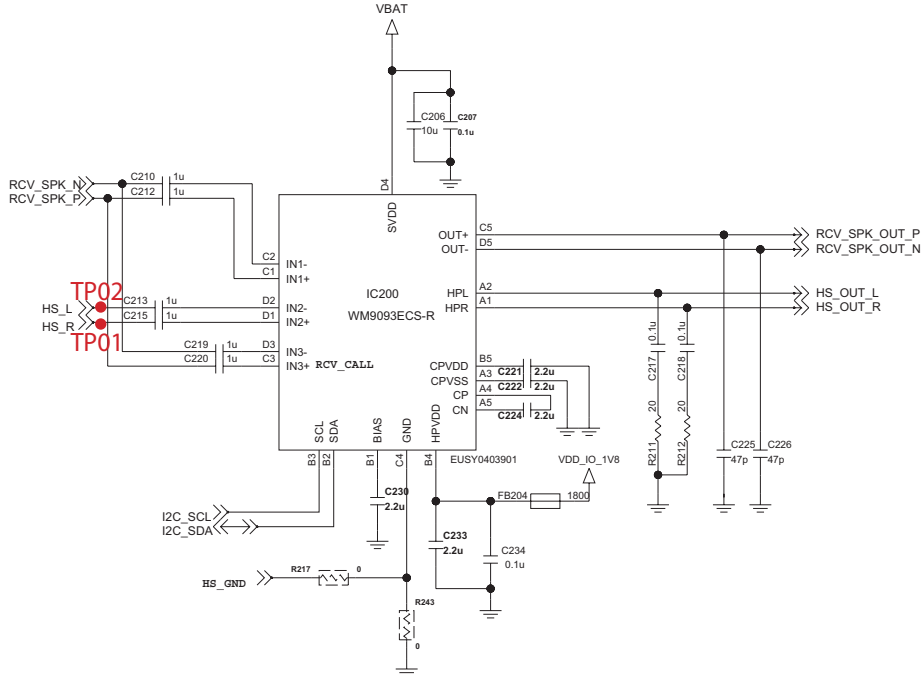 VBAT
C206
10u
C207
0.1u
RCV_SPK_N
RCV_SPK_P
C210
1u
C212
1u
D4
SVDD
C2
IN1-
C1
IN1+
OUT+
C5
RCV_SPK_OUT_P
OUT-
D5
RCV_SPK_OUT_N
TP02
HS_L
HS_R
TP01
C213
1u
C215
1u
D2
IN2-
D1
IN2+
IC200
WM9093ECS-R
HPL
A2
HS_OUT_L
HPR
A1
HS_OUT_R
C219
1u
C220
1u
D3
IN3-
C3
IN3+
RCV_CALL
CPVDD
B5
C221
2.2u
CPVSS
A3
C222
2.2u
CP
A4
CN
A5
C224
2.2u
0.1u
C217
0.1u
C218
20
R211
20
R212
C225
47p
C226
47p
SCL
B3
SDA
B2
BIAS
B1
GND
C4
HPVDD
B4
EUSY0403901
VDD_IO_1V8
FB204
1800
I2C_SCL
I2C_SDA
C230
2.2u
C233
2.2u
C234
0.1u
HS_GND
R217
0
R243
0